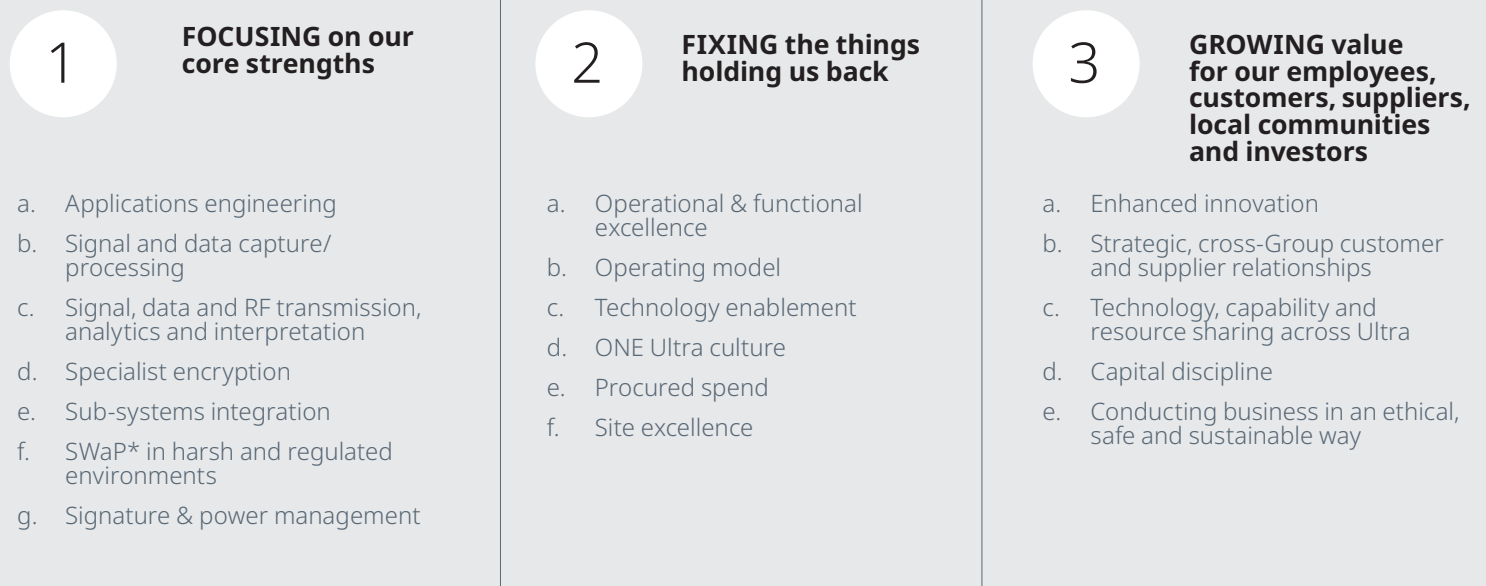 1
FOCUSING on our
core strengths
a. Applications engineering
b. Signal and data capture/
processing
c. Signal, data and RF transmission,
analytics and interpretation
d. Specialist encryption
e. Sub-systems integration
f. SWaP* in harsh and regulated
environments
g. Signature & power management
2
FIXING the things
holding us back
a. Operational & functional
excellence
b. Operating model
c. Technology enablement
d. ONE Ultra culture
e. Procured spend
f. Site excellence
3
GROWING value
for our employees,
customers, suppliers,
local communities
and investors
a. Enhanced innovation
b. Strategic, cross-Group customer
and supplier relationships
c. Technology, capability and
resource sharing across Ultra
d. Capital discipline
e. Conducting business in an ethical,
safe and sustainable way